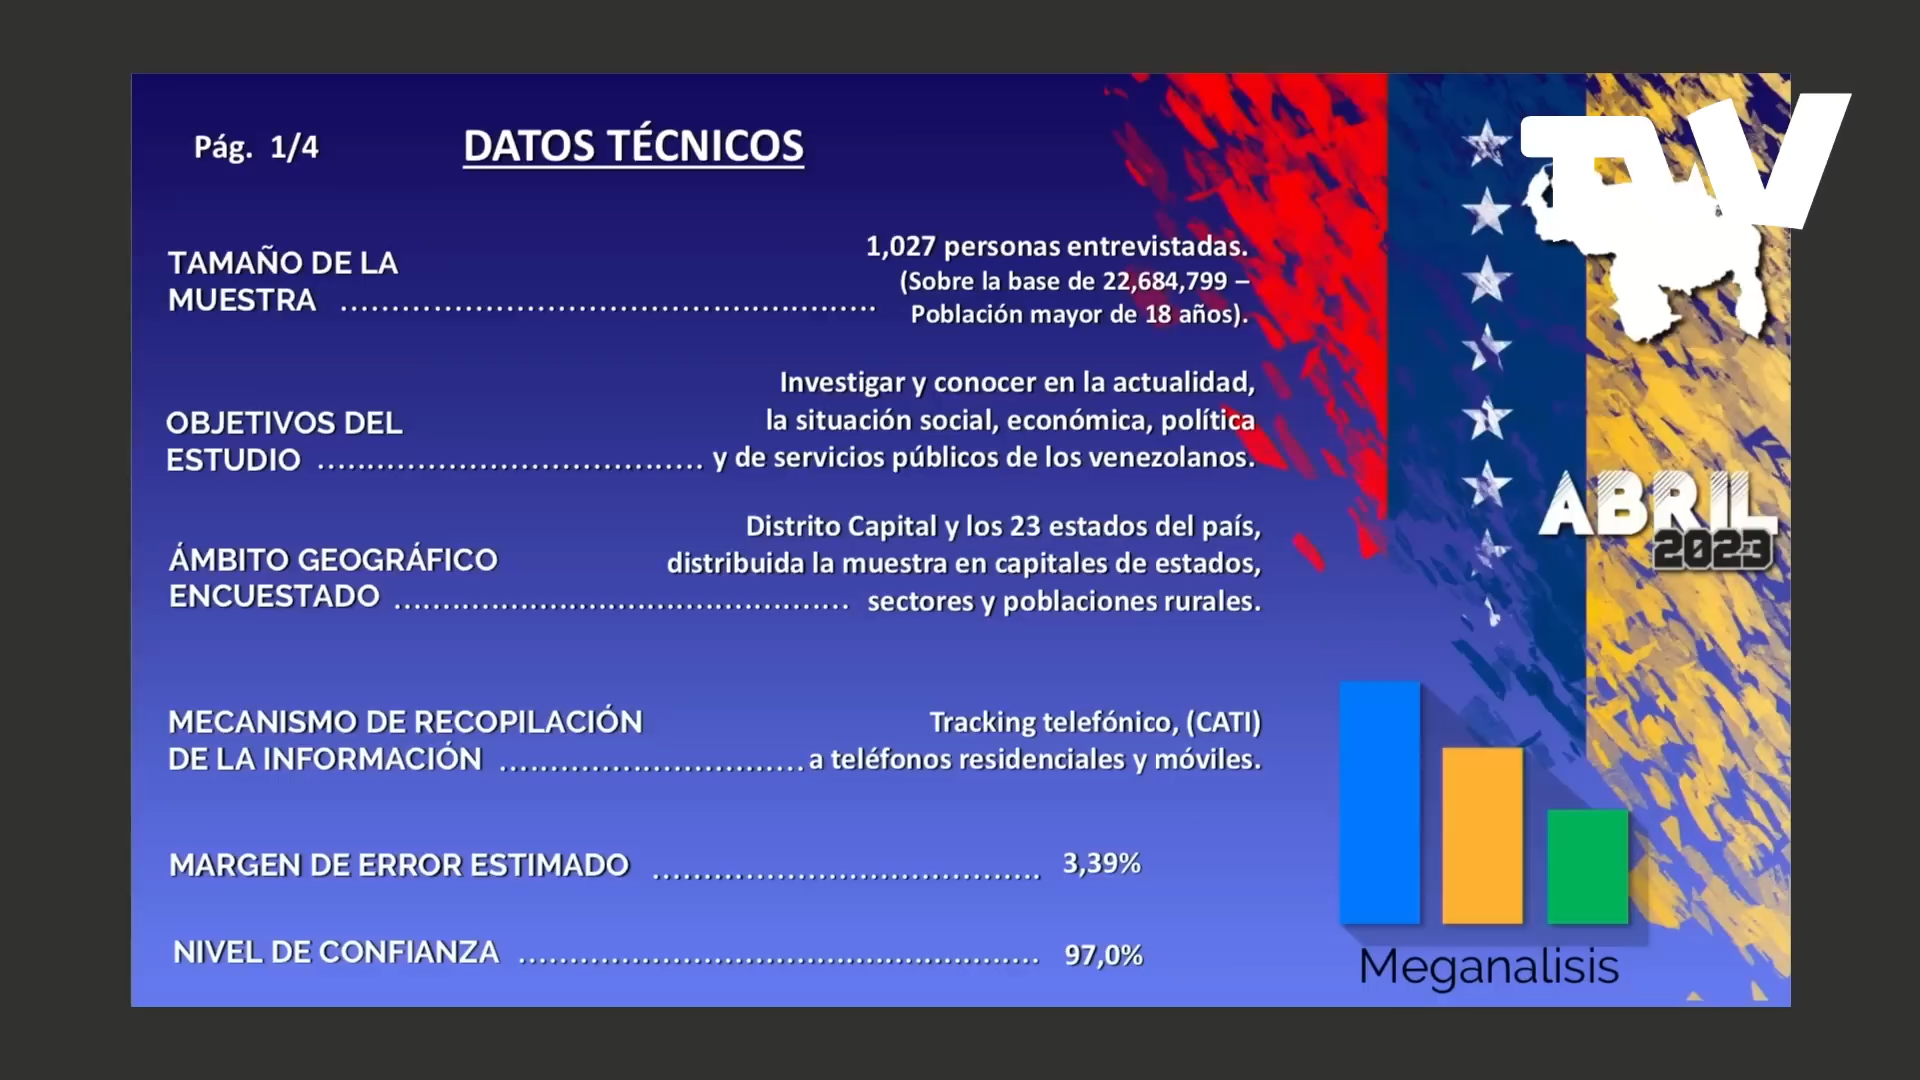 Pág. 1/4
DATOS TÉCNICOS
TAMAÑO DE LA
MUESTRA ....................................................
1,027 personas entrevistadas.
(Sobre la base de 22,684,799 –
Población mayor de 18 años).
OBJETIVOS DEL
ESTUDIO ......................................
Investigar y conocer en la actualidad,
la situación social, económica, política
y de servicios públicos de los venezolanos.
ÁMBITO GEOGRÁFICO
ENCUESTADO ............................................
Distrito Capital y los 23 estados del país,
distribuida la muestra en capitales de estados,
sectores y poblaciones rurales.
MECANISMO DE RECOPILACIÓN
DE LA INFORMACIÓN ..............................
Tracking telefónico, (CATI)
a teléfonos residenciales y móviles.
MARGEN DE ERROR ESTIMADO ...................................... 3,39%
NIVEL DE CONFIANZA ................................................... 97,0%
ABRIL
2023
Meganalisis